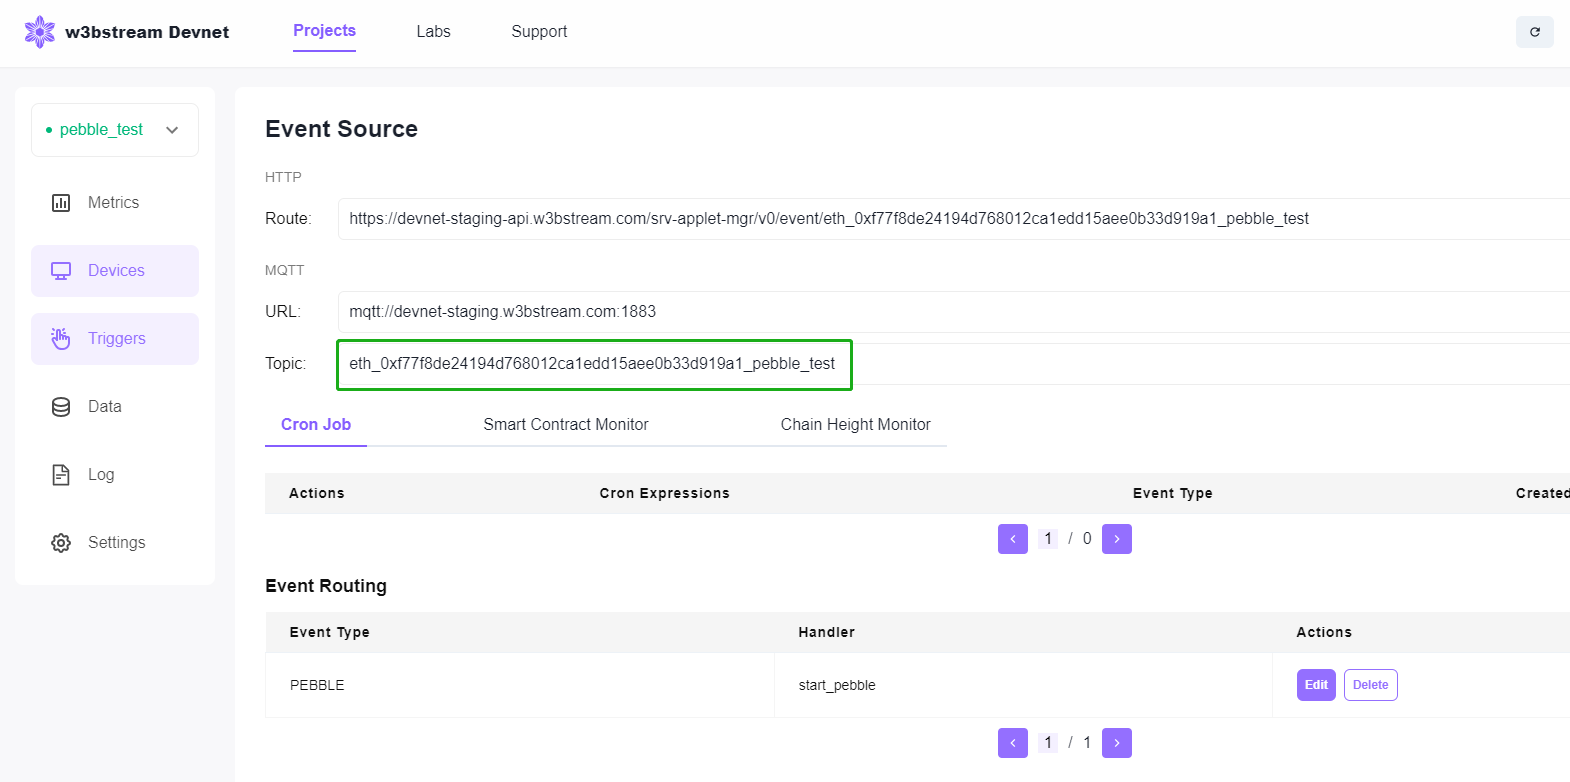 w3bstream Devnet
Projects
Labs
Support
pebble_test
Metrics
Devices
Triggers
Data
Log
Settings
Event Source
HTTP
Route: https://devnet-staging-api.w3bstream.com/srv-applet-mgr/v0/event/eth_0xf77f8de24194d768012ca1edd15aee0b33d919a1_pebble_test
MQTT
URL: mqtt://devnet-staging.w3bstream.com:1883
Topic: eth_0xf77f8de24194d768012ca1edd15aee0b33d919a1_pebble_test
Cron Job Smart Contract Monitor Chain Height Monitor
Actions Cron Expressions Event Type Created
1 / 0
Event Routing
Event Type Handler Actions
PEBBLE start_pebble Edit Delete
1 / 1